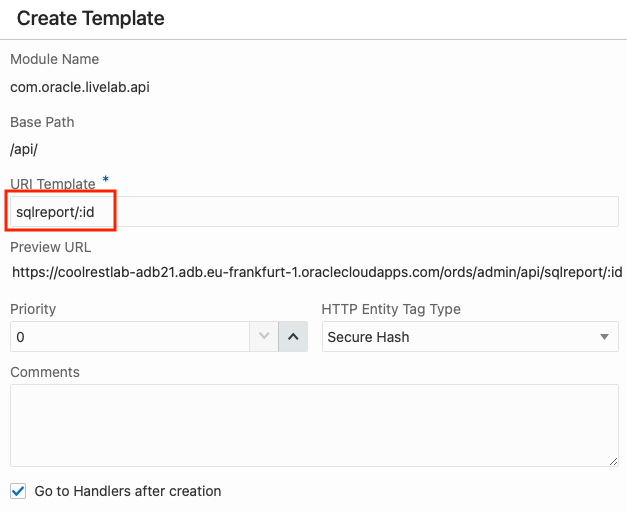 Create Template
Module Name
com.oracle.livelab.api
Base Path
/api/
URI Template *
sqlreport/:id
Preview URL
https://coolrestlab-adb21.adb.eu-frankfurt-1.oraclecloudapps.com/ords/admin/api/sqlreport/:id
Priority
HTTP Entity Tag Type
0
Secure Hash
Comments
Go to Handlers after creation